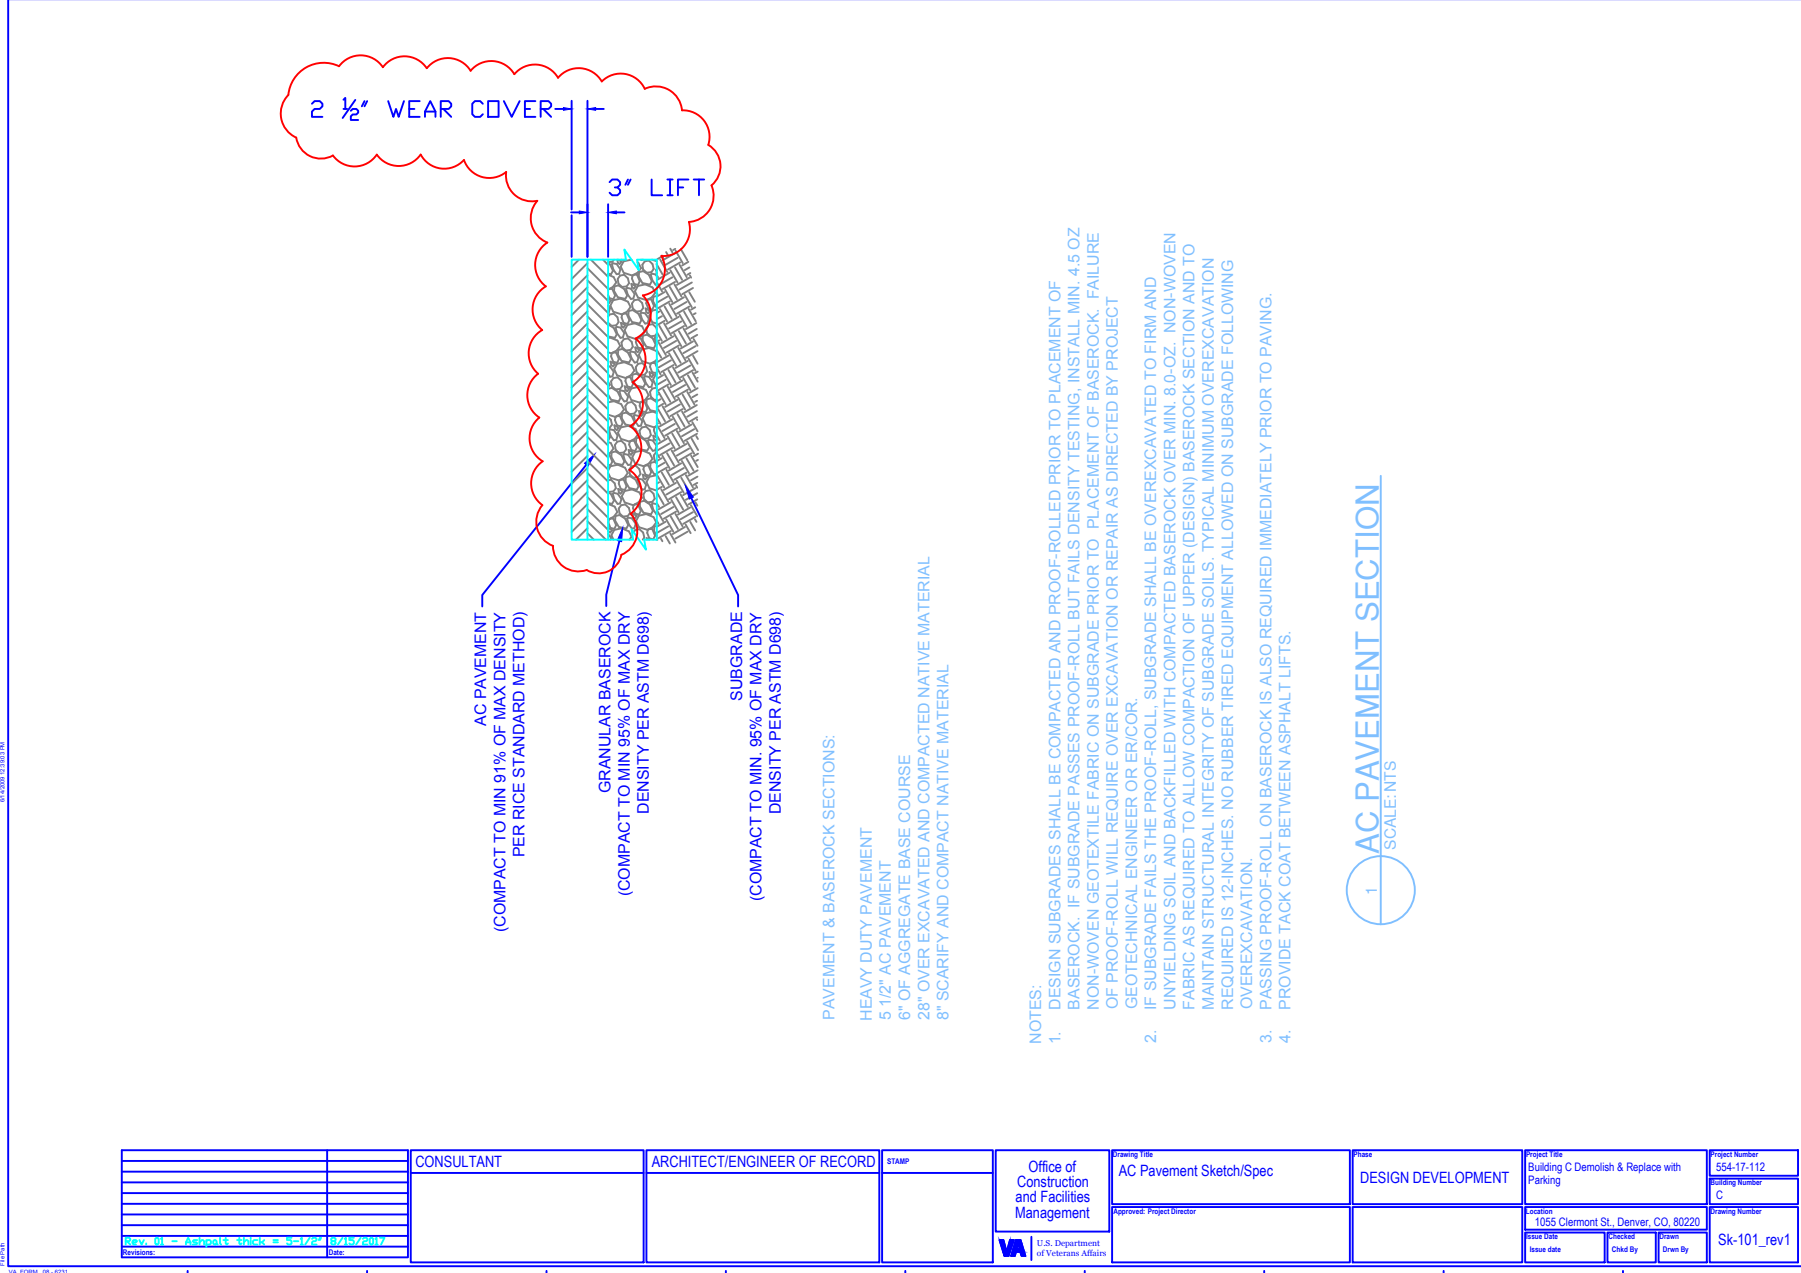 2 ½" WEAR COVER
3" LIFT
AC PAVEMENT
(COMPACT TO MIN 91% OF MAX DENSITY
PER RICE STANDARD METHOD)
GRANULAR BASEROCK
(COMPACT TO MIN 95% OF MAX DRY
DENSITY PER ASTM D698)
SUBGRADE
(COMPACT TO MIN. 95% OF MAX DRY
DENSITY PER ASTM D698)
PAVEMENT & BASEROCK SECTIONS:
HEAVY DUTY PAVEMENT
5 1/2" AC PAVEMENT
6" OF AGGREGATE BASE COURSE
28" OVER EXCAVATED AND COMPACTED NATIVE MATERIAL
8" SCARIFY AND COMPACT NATIVE MATERIAL
NOTES:
1. DESIGN SUBGRADES SHALL BE COMPACTED AND PROOF-ROLLED PRIOR TO PLACEMENT OF
BASEROCK. IF SUBGRADE PASSES PROOF-ROLL BUT FAILS DENSITY TESTING, INSTALL MIN. 4.5 OZ
NON-WOVEN GEOTEXTILE FABRIC ON SUBGRADE PRIOR TO PLACEMENT OF BASEROCK. FAILURE
OF PROOF-ROLL WILL REQUIRE OVER EXCAVATION OR REPAIR AS DIRECTED BY PROJECT
GEOTECHNICAL ENGINEER OR ER/COR.
2. IF SUBGRADE FAILS THE PROOF-ROLL, SUBGRADE SHALL BE OVEREXCAVATED TO FIRM AND
UNYIELDING SOIL AND BACKFILLED WITH COMPACTED BASEROCK OVER MIN. 8.0-OZ. NON-WOVEN
FABRIC AS REQUIRED TO ALLOW COMPACTION OF UPPER (DESIGN) BASEROCK SECTION AND TO
MAINTAIN STRUCTURAL INTEGRITY OF SUBGRADE SOILS. TYPICAL MINIMUM OVEREXCAVATION
REQUIRED IS 12-INCHES. NO RUBBER TIRED EQUIPMENT ALLOWED ON SUBGRADE FOLLOWING
OVEREXCAVATION.
3. PASSING PROOF-ROLL ON BASEROCK IS ALSO REQUIRED IMMEDIATELY PRIOR TO PAVING.
4. PROVIDE TACK COAT BETWEEN ASPHALT LIFTS.
1
AC PAVEMENT SECTION
SCALE: NTS
Rev. 01 - Ashpalt thick = 5-1/2" 8/15/2017
Revisions:
Date:
CONSULTANT
ARCHITECT/ENGINEER OF RECORD
STAMP
Office of
Construction
and Facilities
Management
VA
U.S. Department
of Veterans Affairs
Drawing Title
AC Pavement Sketch/Spec
Approved: Project Director
Phase
DESIGN DEVELOPMENT
Project Title
Building C Demolish & Replace with
Parking
Location
1055 Clermont St., Denver, CO, 80220
Issue Date
Issue date
Checked
Chkd By
Drawn
Drwn By
Project Number
554-17-112
Building Number
C
Drawing Number
Sk-101_rev1
VA FORM 08 - 6231